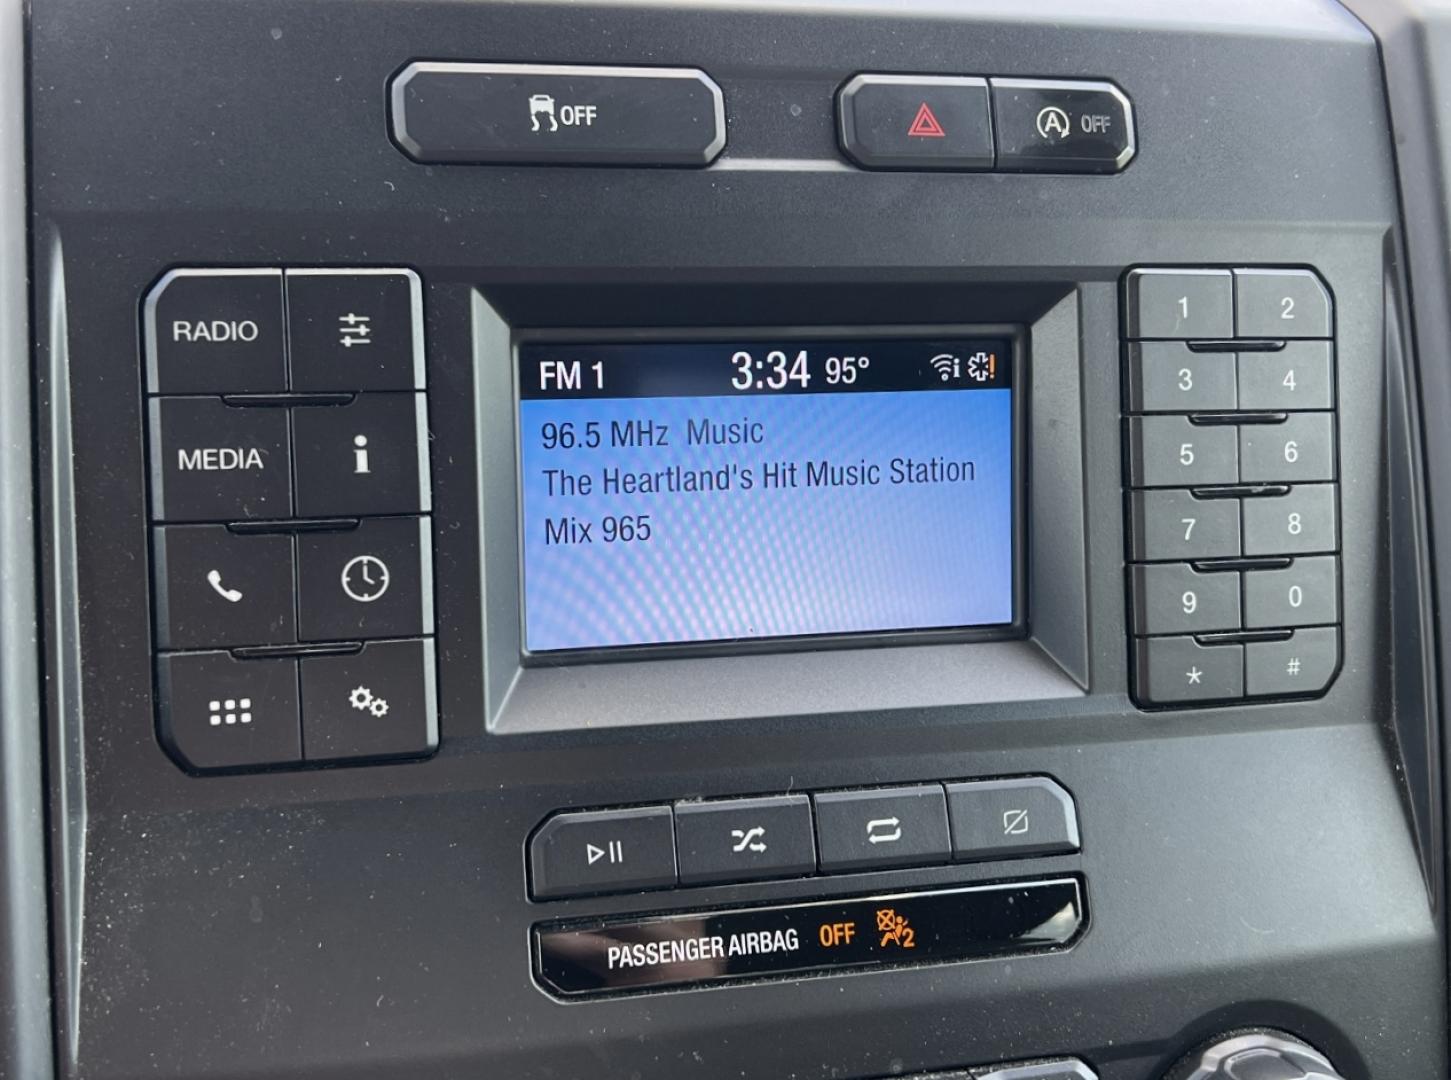 OFF
A OFF
RADIO
MEDIA
i
FM 1 3:34 95° i !
96.5 MHz Music
The Heartland's Hit Music Station
Mix 965
1 2
3 4
5 6
7 8
9 0
* #
PASSENGER AIRBAG OFF 2